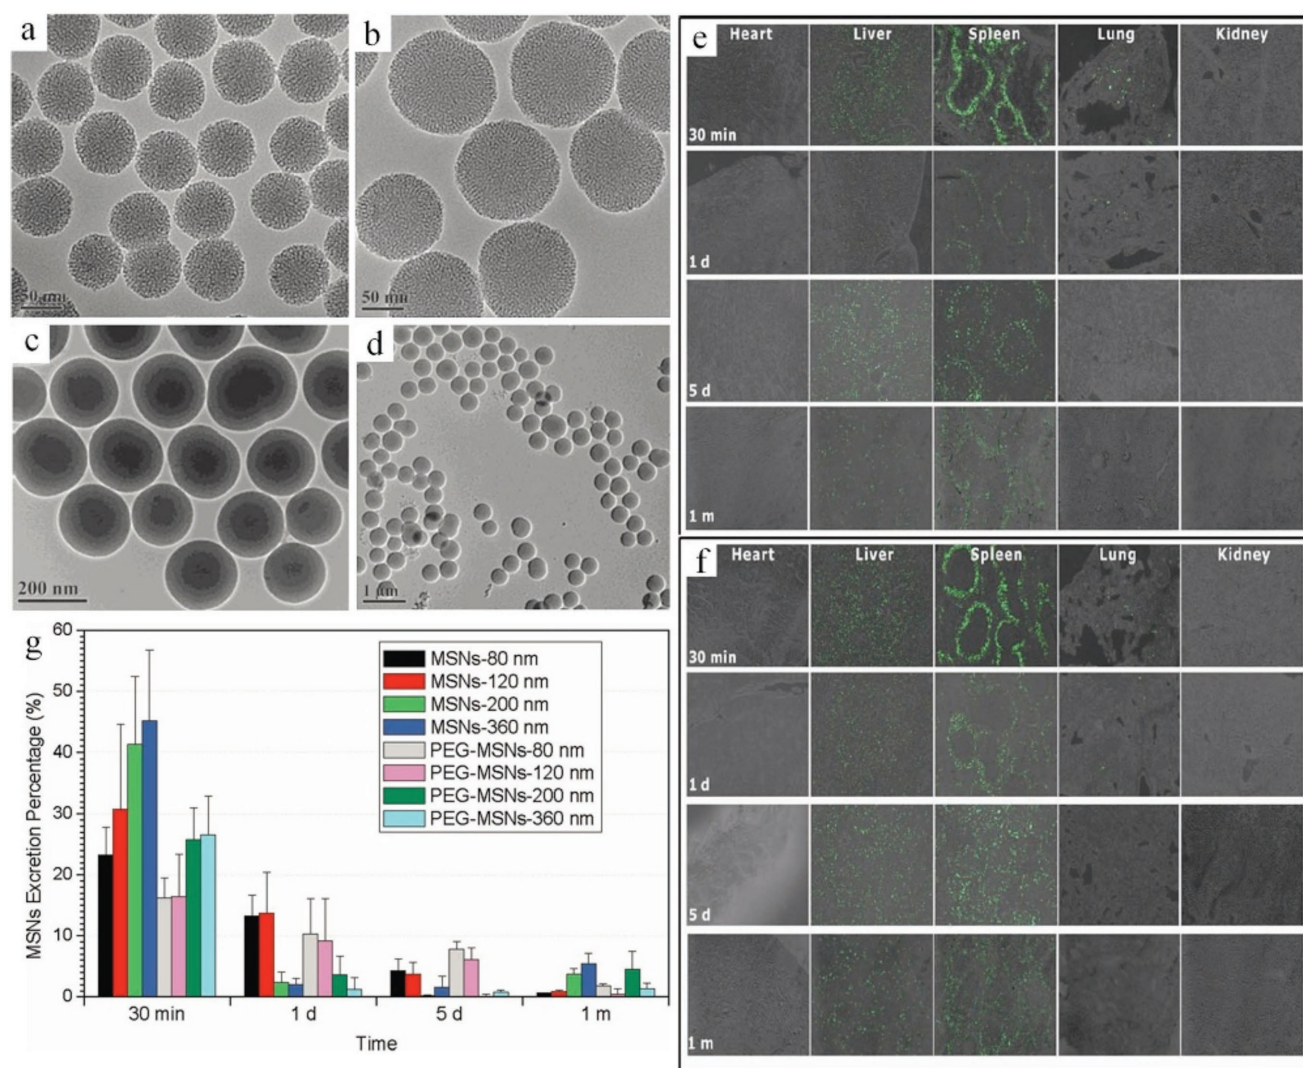 a
50 nm
b
50 nm
c
200 nm
d
1 μm
g
60
50
40
30
20
10
0
MSNs Excretion Percentage (%)
MSNs-80 nm
MSNs-120 nm
MSNs-200 nm
MSNs-360 nm
PEG-MSNs-80 nm
PEG-MSNs-120 nm
PEG-MSNs-200 nm
PEG-MSNs-360 nm
30 min 1 d 5 d 1 m
Time
e
Heart Liver Spleen Lung Kidney
30 min
1 d
5 d
1 m
f
Heart Liver Spleen Lung Kidney
30 min
1 d
5 d
1 m